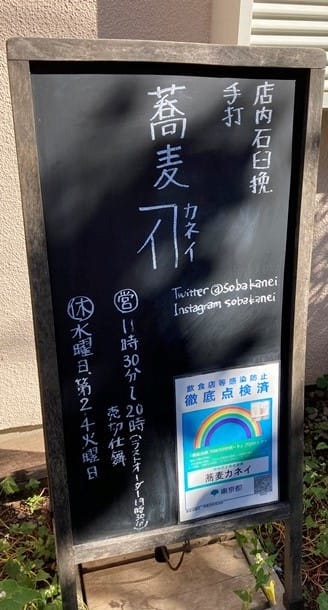 店内石臼挽
手打
蕎麦
カネイ
Twitter @sobakanei
Instagram sobakanei
営 11時30分〜20時(ラストオーダー19時30分)
売切仕舞
休 水曜日、第2・4火曜日
飲食店等感染防止
徹底点検済
蕎麦カネイ
東京都